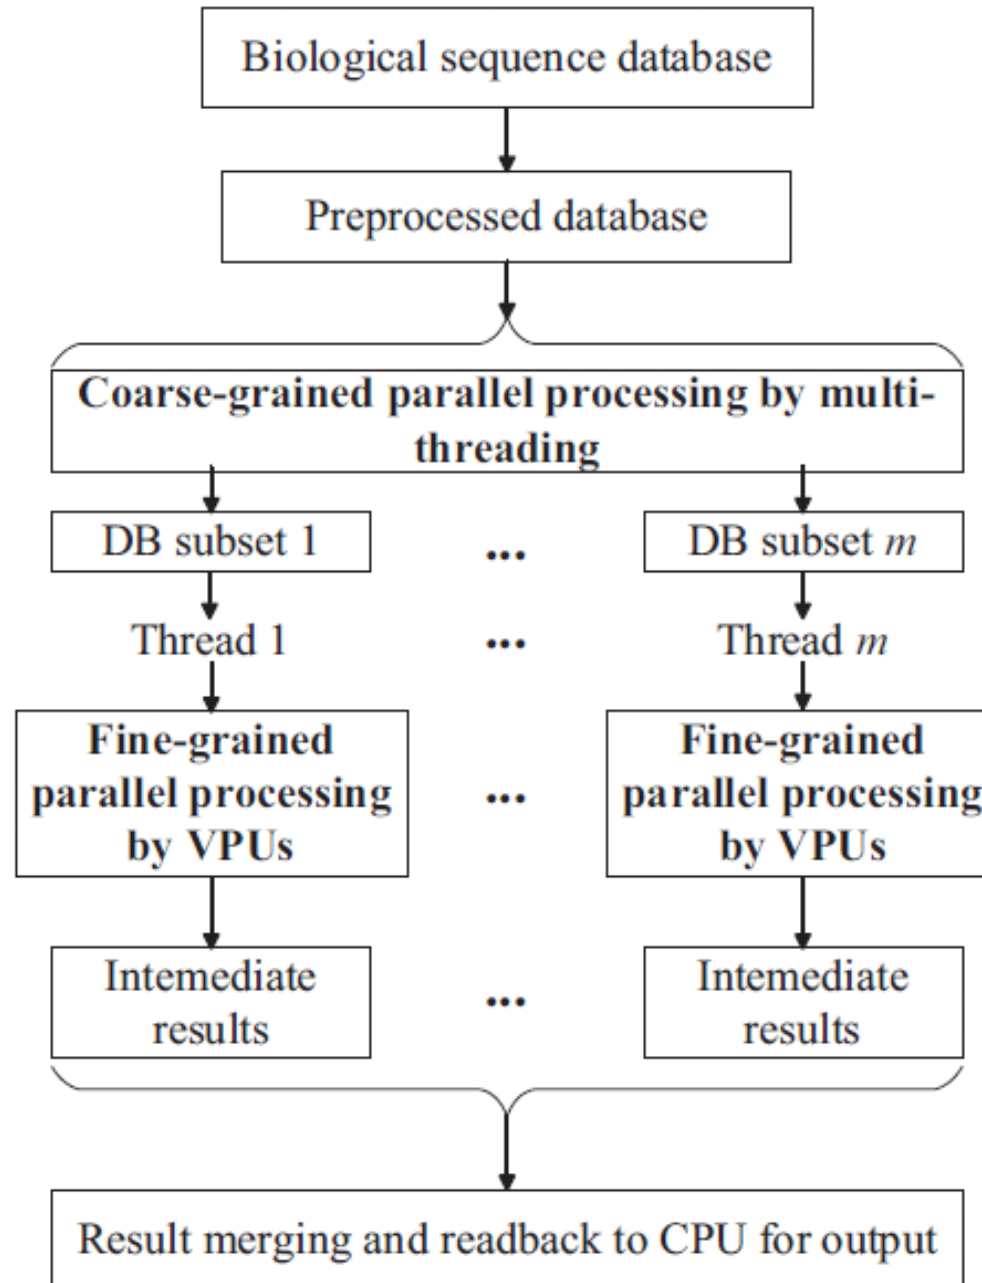 Biological sequence database
Preprocessed database
Coarse-grained parallel processing by multi-
threading
DB subset 1 ... DB subset m
Thread 1 ... Thread m
Fine-grained
parallel processing
by VPUs
...
Fine-grained
parallel processing
by VPUs
Intemediate
results
...
Intemediate
results
Result merging and readback to CPU for output